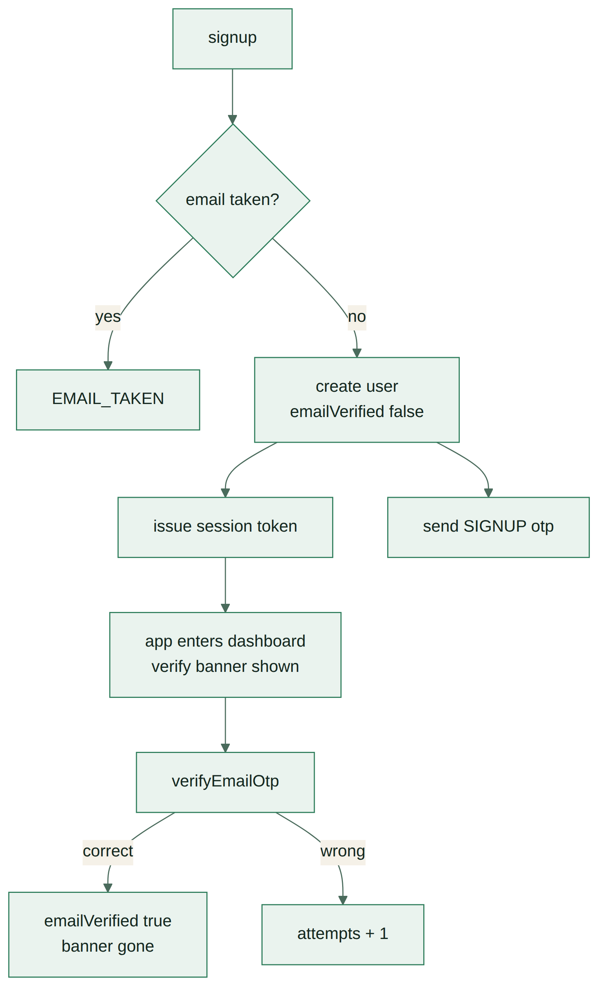 signup
email taken?
yes
no
EMAIL_TAKEN
create user
emailVerified false
issue session token
send SIGNUP otp
app enters dashboard
verify banner shown
verifyEmailOtp
correct
wrong
emailVerified true
banner gone
attempts + 1